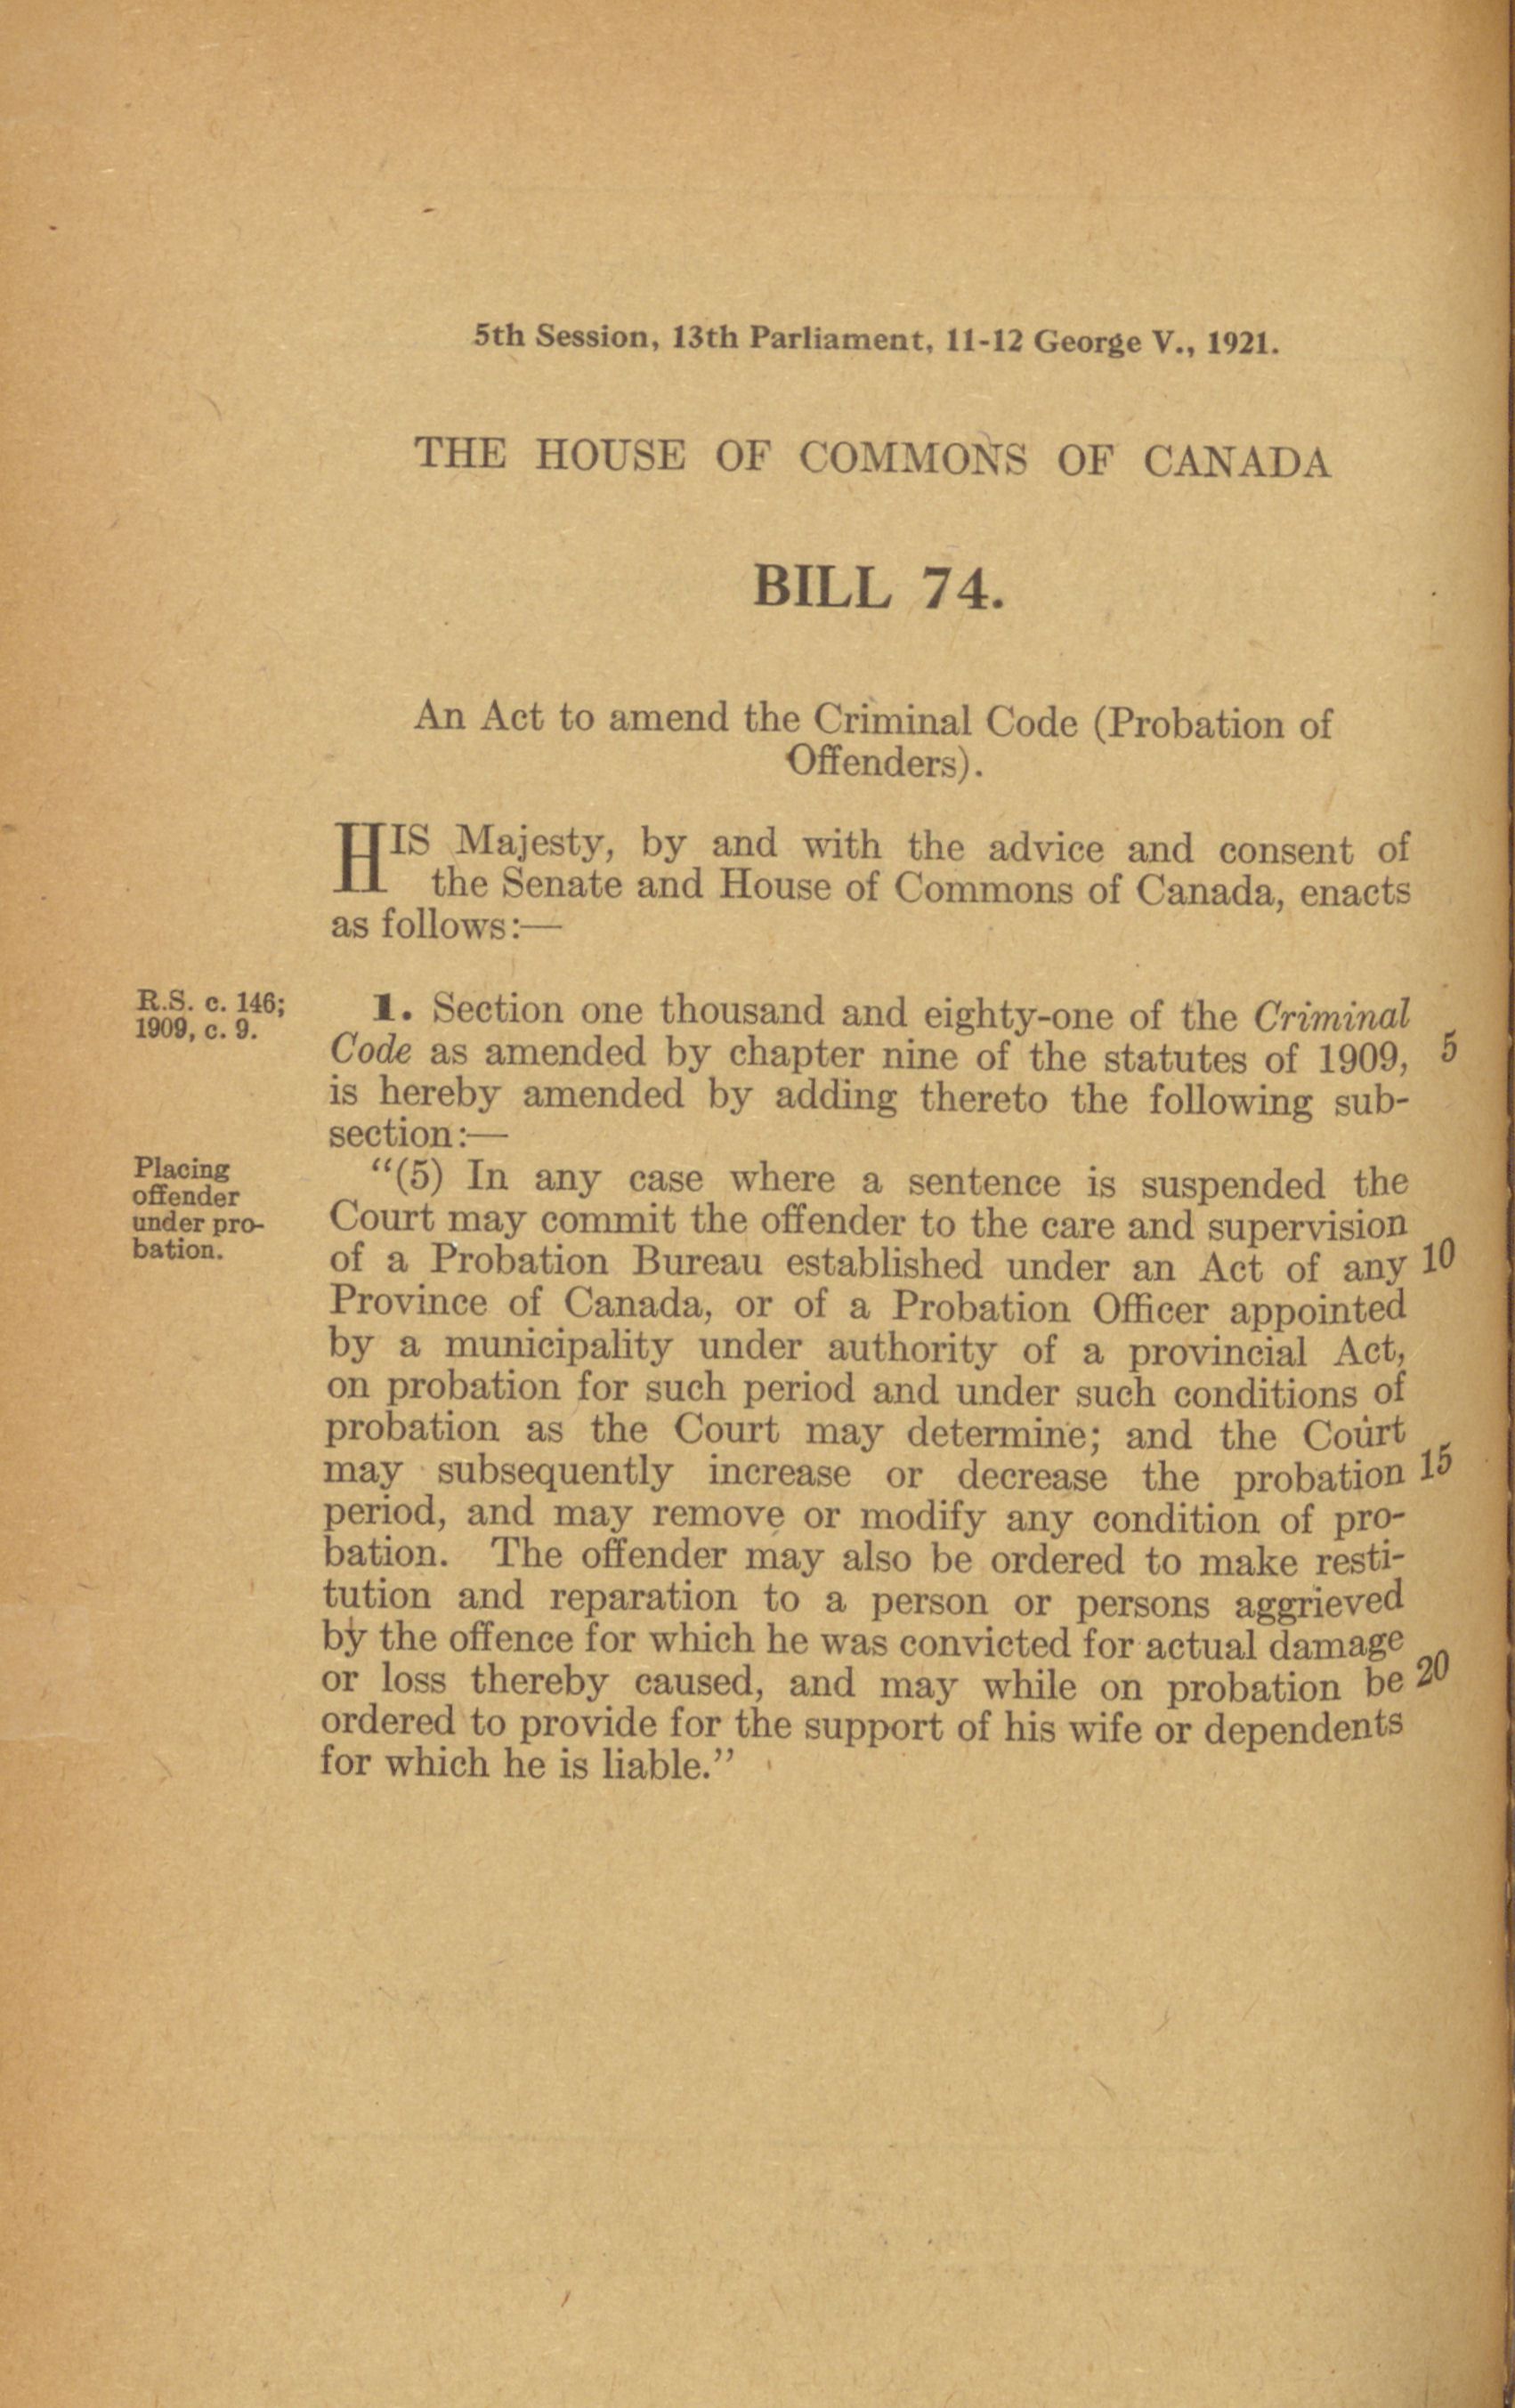 5th Session, 13th Parliament, 11-12 George V., 1921.
THE HOUSE OF COMMONS OF CANADA
BILL 74.
An Act to amend the Criminal Code (Probation of
Offenders).
HIS Majesty, by and with the advice and consent of
the Senate and House of Commons of Canada, enacts
as follows:—
R.S. c. 146;
1909, c. 9.
1. Section one thousand and eighty-one of the Criminal
Code as amended by chapter nine of the statutes of 1909, 5
is hereby amended by adding thereto the following sub-
section:—
Placing
offender
under pro-
bation.
“(5) In any case where a sentence is suspended the
Court may commit the offender to the care and supervision
of a Probation Bureau established under an Act of any 10
Province of Canada, or of a Probation Officer appointed
by a municipality under authority of a provincial Act,
on probation for such period and under such conditions of
probation as the Court may determine; and the Court
may subsequently increase or decrease the probation 15
period, and may remove or modify any condition of pro-
bation. The offender may also be ordered to make resti-
tution and reparation to a person or persons aggrieved
by the offence for which he was convicted for actual damage
or loss thereby caused, and may while on probation be 20
ordered to provide for the support of his wife or dependents
for which he is liable.”